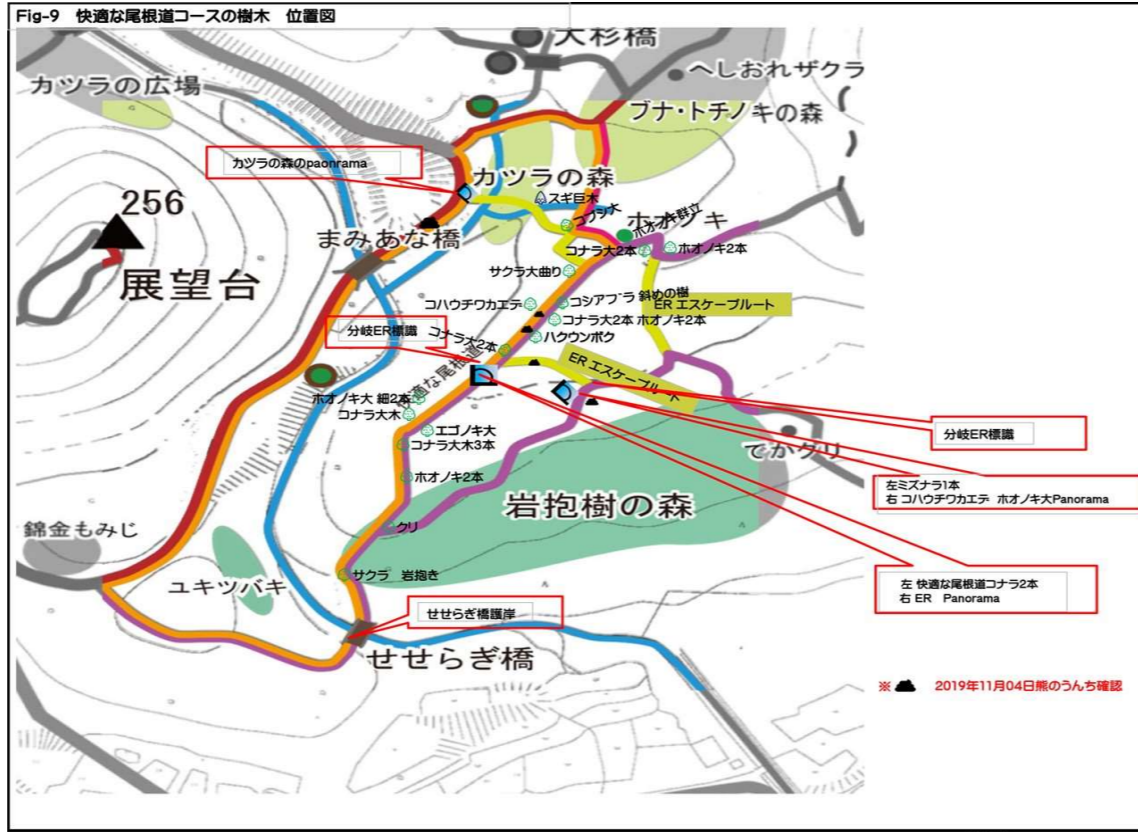 Fig-9 快適な尾根道コースの樹木 位置図
大杉橋
へしおれザクラ
カツラの広場
ブナ・トチノキの森
カツラの森のpaonrama
カツラの森
スギ巨木
コブシ大
256
ホオノキ
ホオノキ群立
まみあな橋
コナラ大2本
ホオノキ2本
サクラ大曲り
展望台
コハウチワカエデ
コシアブラ 斜めの樹
ER エスケープルート
コナラ大2本 ホオノキ2本
分岐ER標識
コナラ大2本
ハクウンボク
快適な尾根道
ER エスケープルート
ホオノキ大 細2本
コナラ大木
エゴノキ大
コナラ大木3本
分岐ER標識
でかグリ
ホオノキ2本
左ミズナラ1本
右 コハウチワカエデ ホオノキ大Panorama
岩抱樹の森
クリ
錦金もみじ
ユキツバキ
サクラ 岩抱き
左 快適な尾根道コナラ2本
右 ER Panorama
せせらぎ橋護岸
せせらぎ橋
※ 2019年11月04日熊のうんち確認